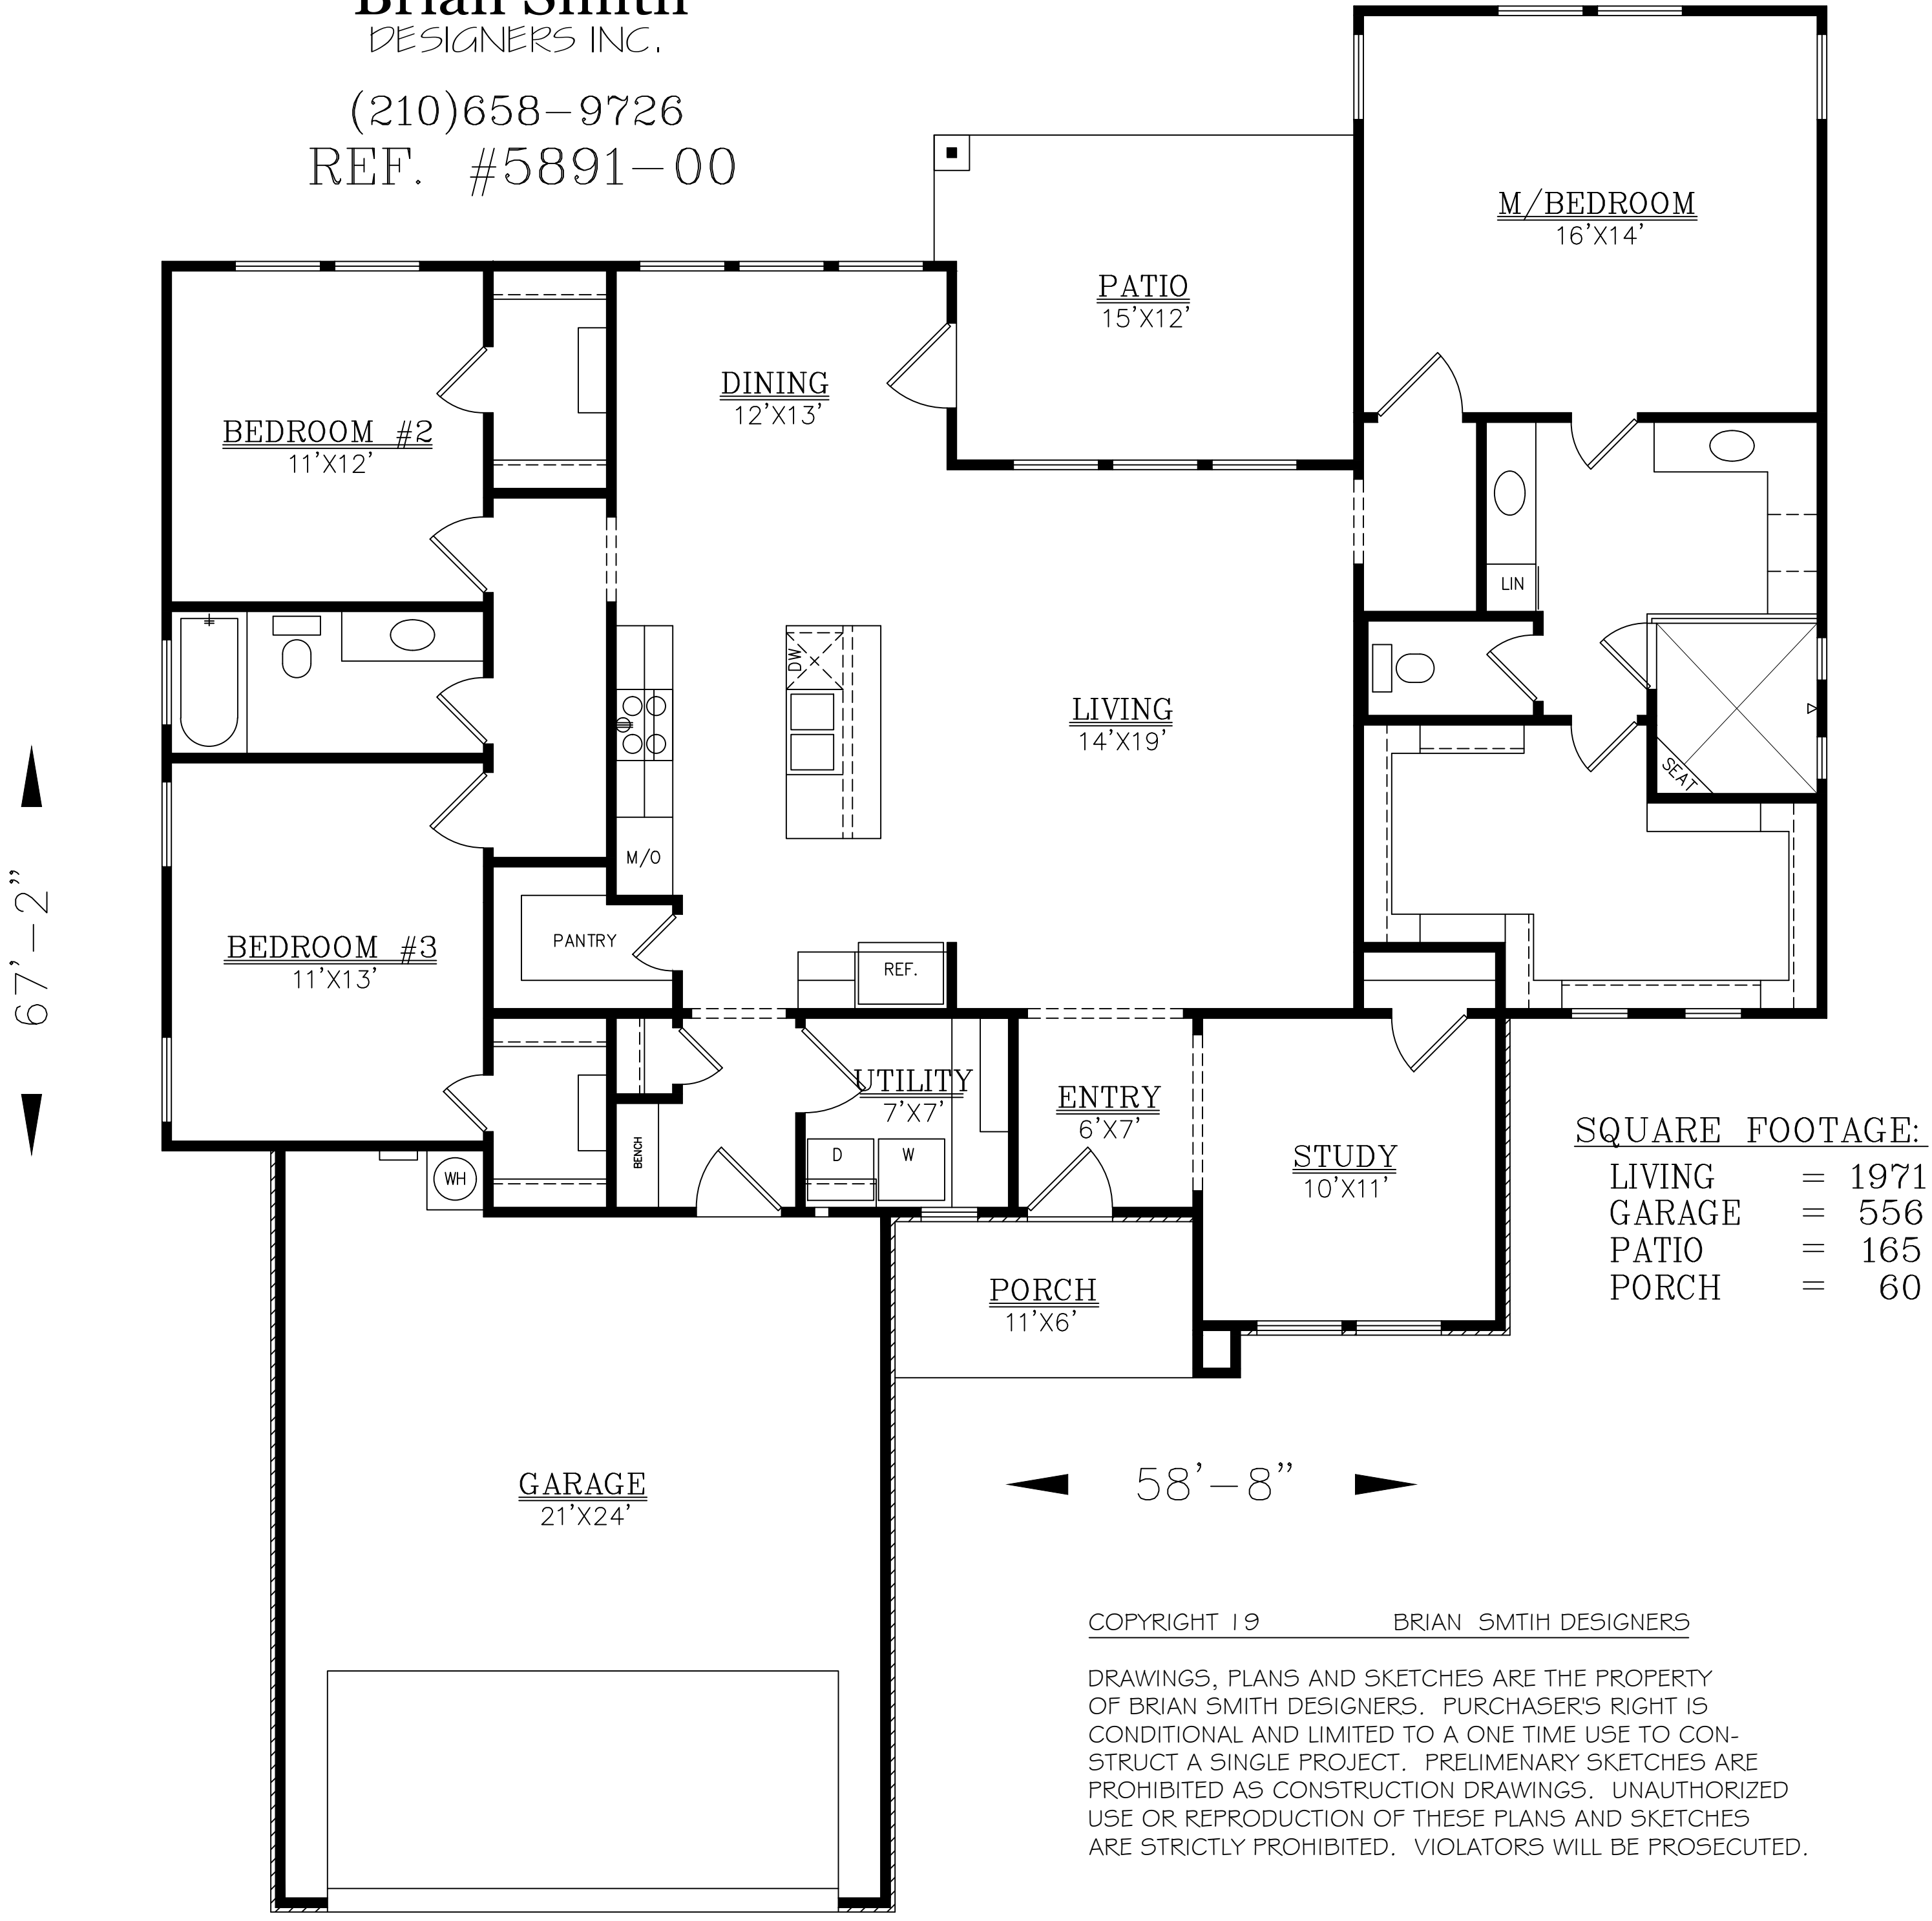 Brian Smith
DESIGNERS INC.
(210)658-9726
REF. #5891-00
M/BEDROOM
16'X14'
PATIO
15'X12'
DINING
12'X13'
BEDROOM #2
11'X12'
LIN
DW
LIVING
14'X19'
SEAT
M/O
67'-2"
BEDROOM #3
11'X13'
PANTRY
REF.
UTILITY
7'X7'
ENTRY
6'X7'
BENCH
D
W
WH
STUDY
10'X11'
SQUARE FOOTAGE:
LIVING = 1971
GARAGE = 556
PATIO = 165
PORCH = 60
PORCH
11'X6'
GARAGE
21'X24'
58'-8"
COPYRIGHT 19 BRIAN SMTIH DESIGNERS
DRAWINGS, PLANS AND SKETCHES ARE THE PROPERTY
OF BRIAN SMITH DESIGNERS. PURCHASER'S RIGHT IS
CONDITIONAL AND LIMITED TO A ONE TIME USE TO CON-
STRUCT A SINGLE PROJECT. PRELIMENARY SKETCHES ARE
PROHIBITED AS CONSTRUCTION DRAWINGS. UNAUTHORIZED
USE OR REPRODUCTION OF THESE PLANS AND SKETCHES
ARE STRICTLY PROHIBITED. VIOLATORS WILL BE PROSECUTED.